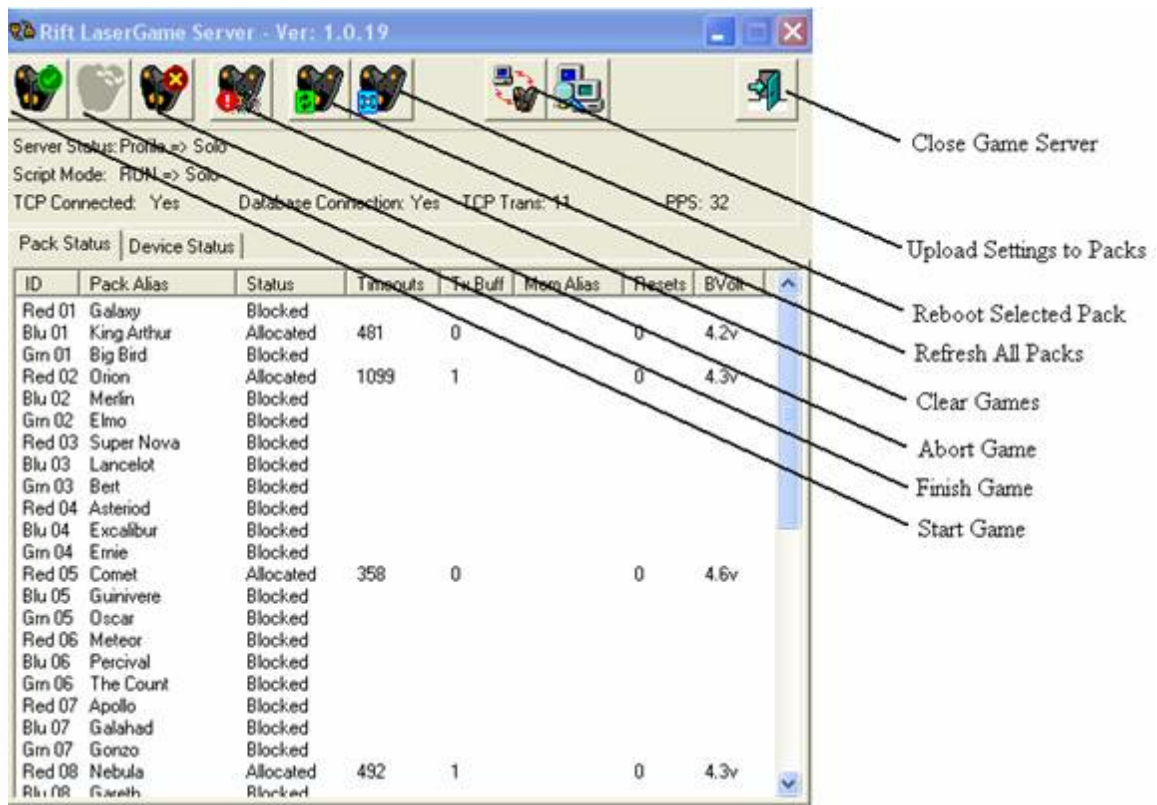 Rift LaserGame Server - Ver: 1.0.19
Server Status: Profile => Solo
Script Mode: RUN => Solo
TCP Connected: Yes Database Connection: Yes TCP Trans: 11 PPS: 32
Pack Status Device Status
ID Pack Alias Status Timeouts Tx Buff Mem Alias Resets BVolt
Red 01 Galaxy Blocked
Blu 01 King Arthur Allocated 481 0 0 4.2v
Grn 01 Big Bird Blocked
Red 02 Orion Allocated 1099 1 0 4.3v
Blu 02 Merlin Blocked
Grn 02 Elmo Blocked
Red 03 Super Nova Blocked
Blu 03 Lancelot Blocked
Grn 03 Bert Blocked
Red 04 Asteriod Blocked
Blu 04 Excalibur Blocked
Grn 04 Ernie Blocked
Red 05 Comet Allocated 358 0 0 4.6v
Blu 05 Guinivere Blocked
Grn 05 Oscar Blocked
Red 06 Meteor Blocked
Blu 06 Percival Blocked
Grn 06 The Count Blocked
Red 07 Apollo Blocked
Blu 07 Galahad Blocked
Grn 07 Gonzo Blocked
Red 08 Nebula Allocated 492 1 0 4.3v
Blu 08 Gareth Blocked
Close Game Server
Upload Settings to Packs
Reboot Selected Pack
Refresh All Packs
Clear Games
Abort Game
Finish Game
Start Game